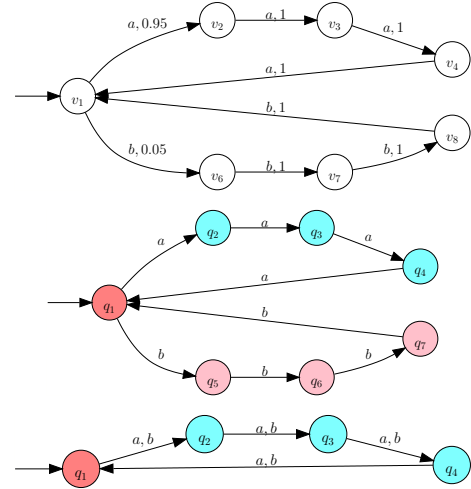 a, 0.95
v2
a, 1
v3
a, 1
v4
a, 1
v1
b, 1
v8
b, 0.05
v6
b, 1
v7
b, 1
q2
a
q3
a
a
q4
a
q1
b
q7
b
q5
b
q6
b
a, b
q2
a, b
q3
a, b
q1
a, b
q4